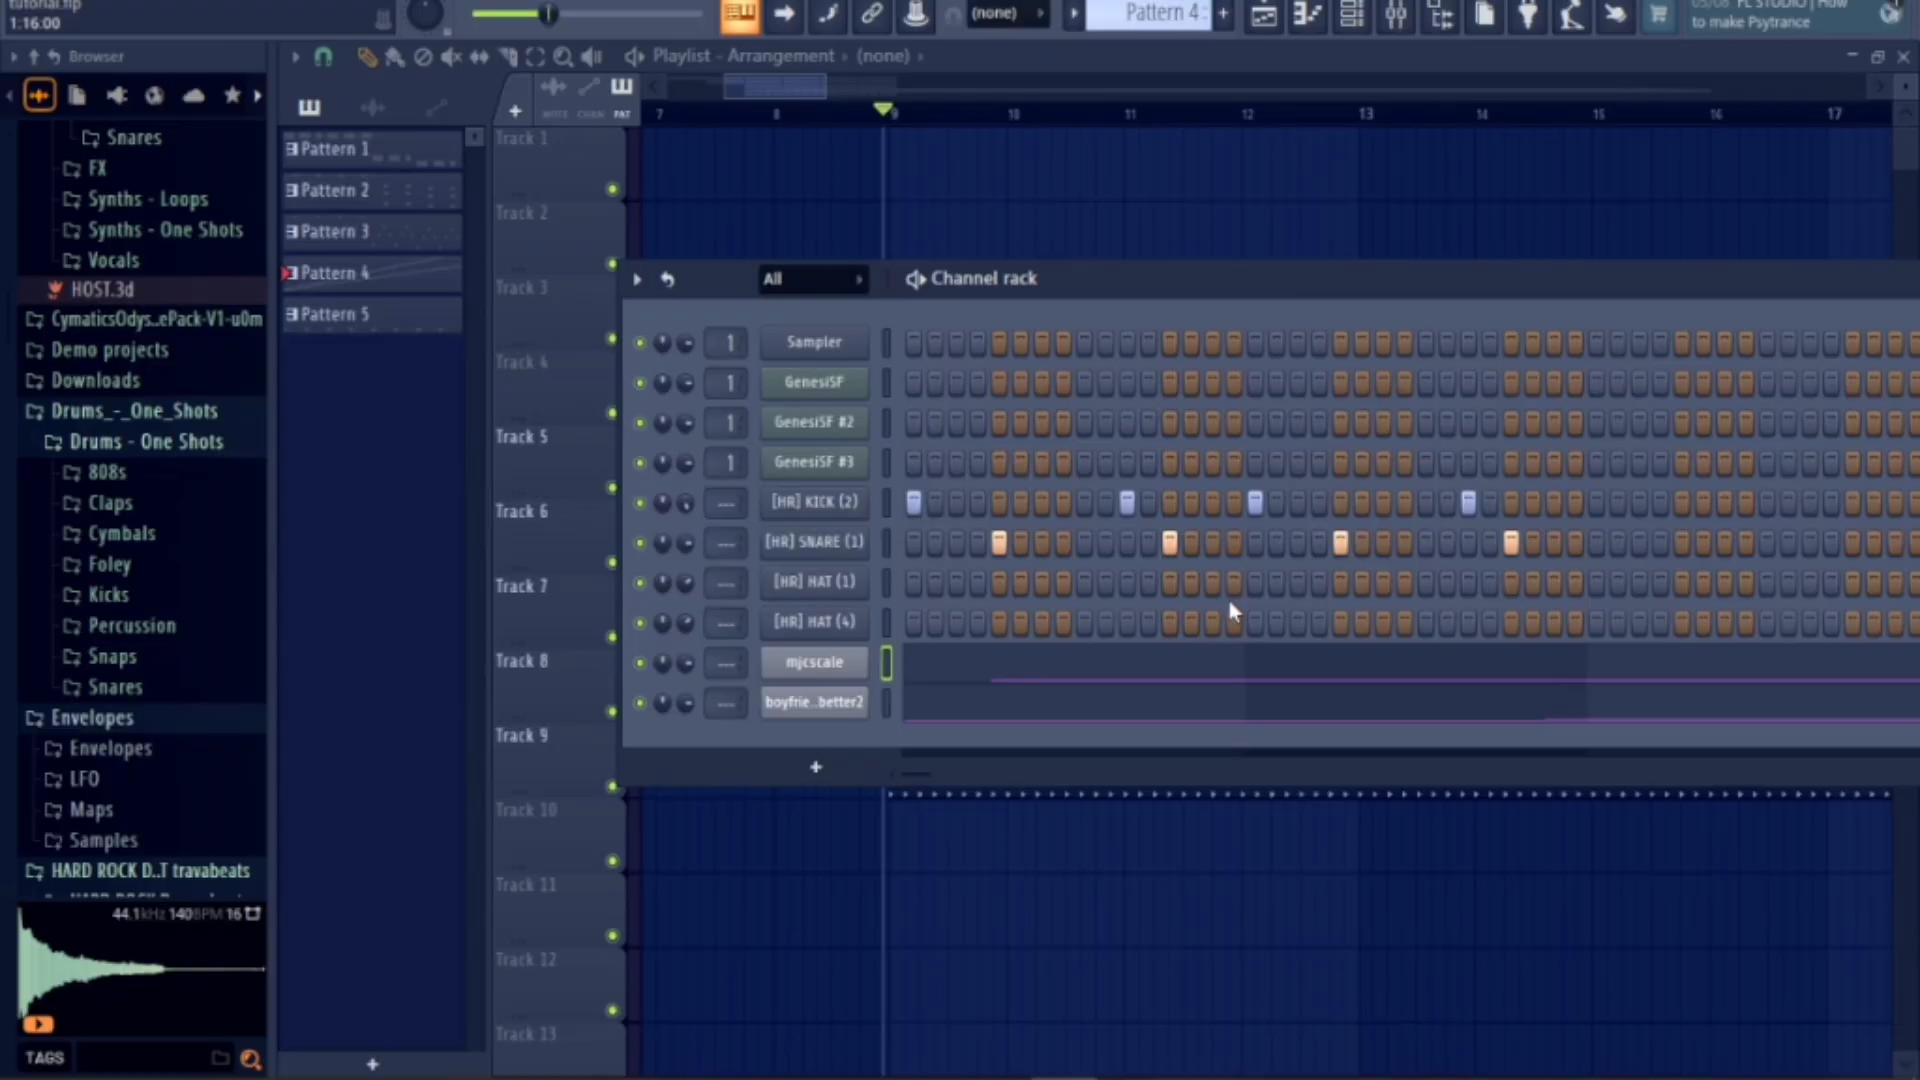 tutorial.flp
1:16:00
(none)
Pattern 4
+
FL STUDIO | How
to make Psytrance
Browser
Playlist - Arrangement › (none) ›
NOTE CHAN PAT
7 8 9 10 11 12 13 14 15 16 17
Snares
FX
Synths - Loops
Synths - One Shots
Vocals
HOST.3d
CymaticsOdys..ePack-V1-u0m
Demo projects
Downloads
Drums_-_One_Shots
Drums - One Shots
808s
Claps
Cymbals
Foley
Kicks
Percussion
Snaps
Snares
Envelopes
Envelopes
LFO
Maps
Samples
HARD ROCK D..T travabeats
44.1kHz 140BPM 16
TAGS
Pattern 1
Pattern 2
Pattern 3
Pattern 4
Pattern 5
+
+
Track 1
Track 2
Track 3
Track 4
Track 5
Track 6
Track 7
Track 8
Track 9
Track 10
Track 11
Track 12
Track 13
All
Channel rack
1 Sampler
1 GenesiSF
1 GenesiSF #2
1 GenesiSF #3
--- [HR] KICK (2)
--- [HR] SNARE (1)
--- [HR] HAT (1)
--- [HR] HAT (4)
--- mjcscale
--- boyfrie..better2
+